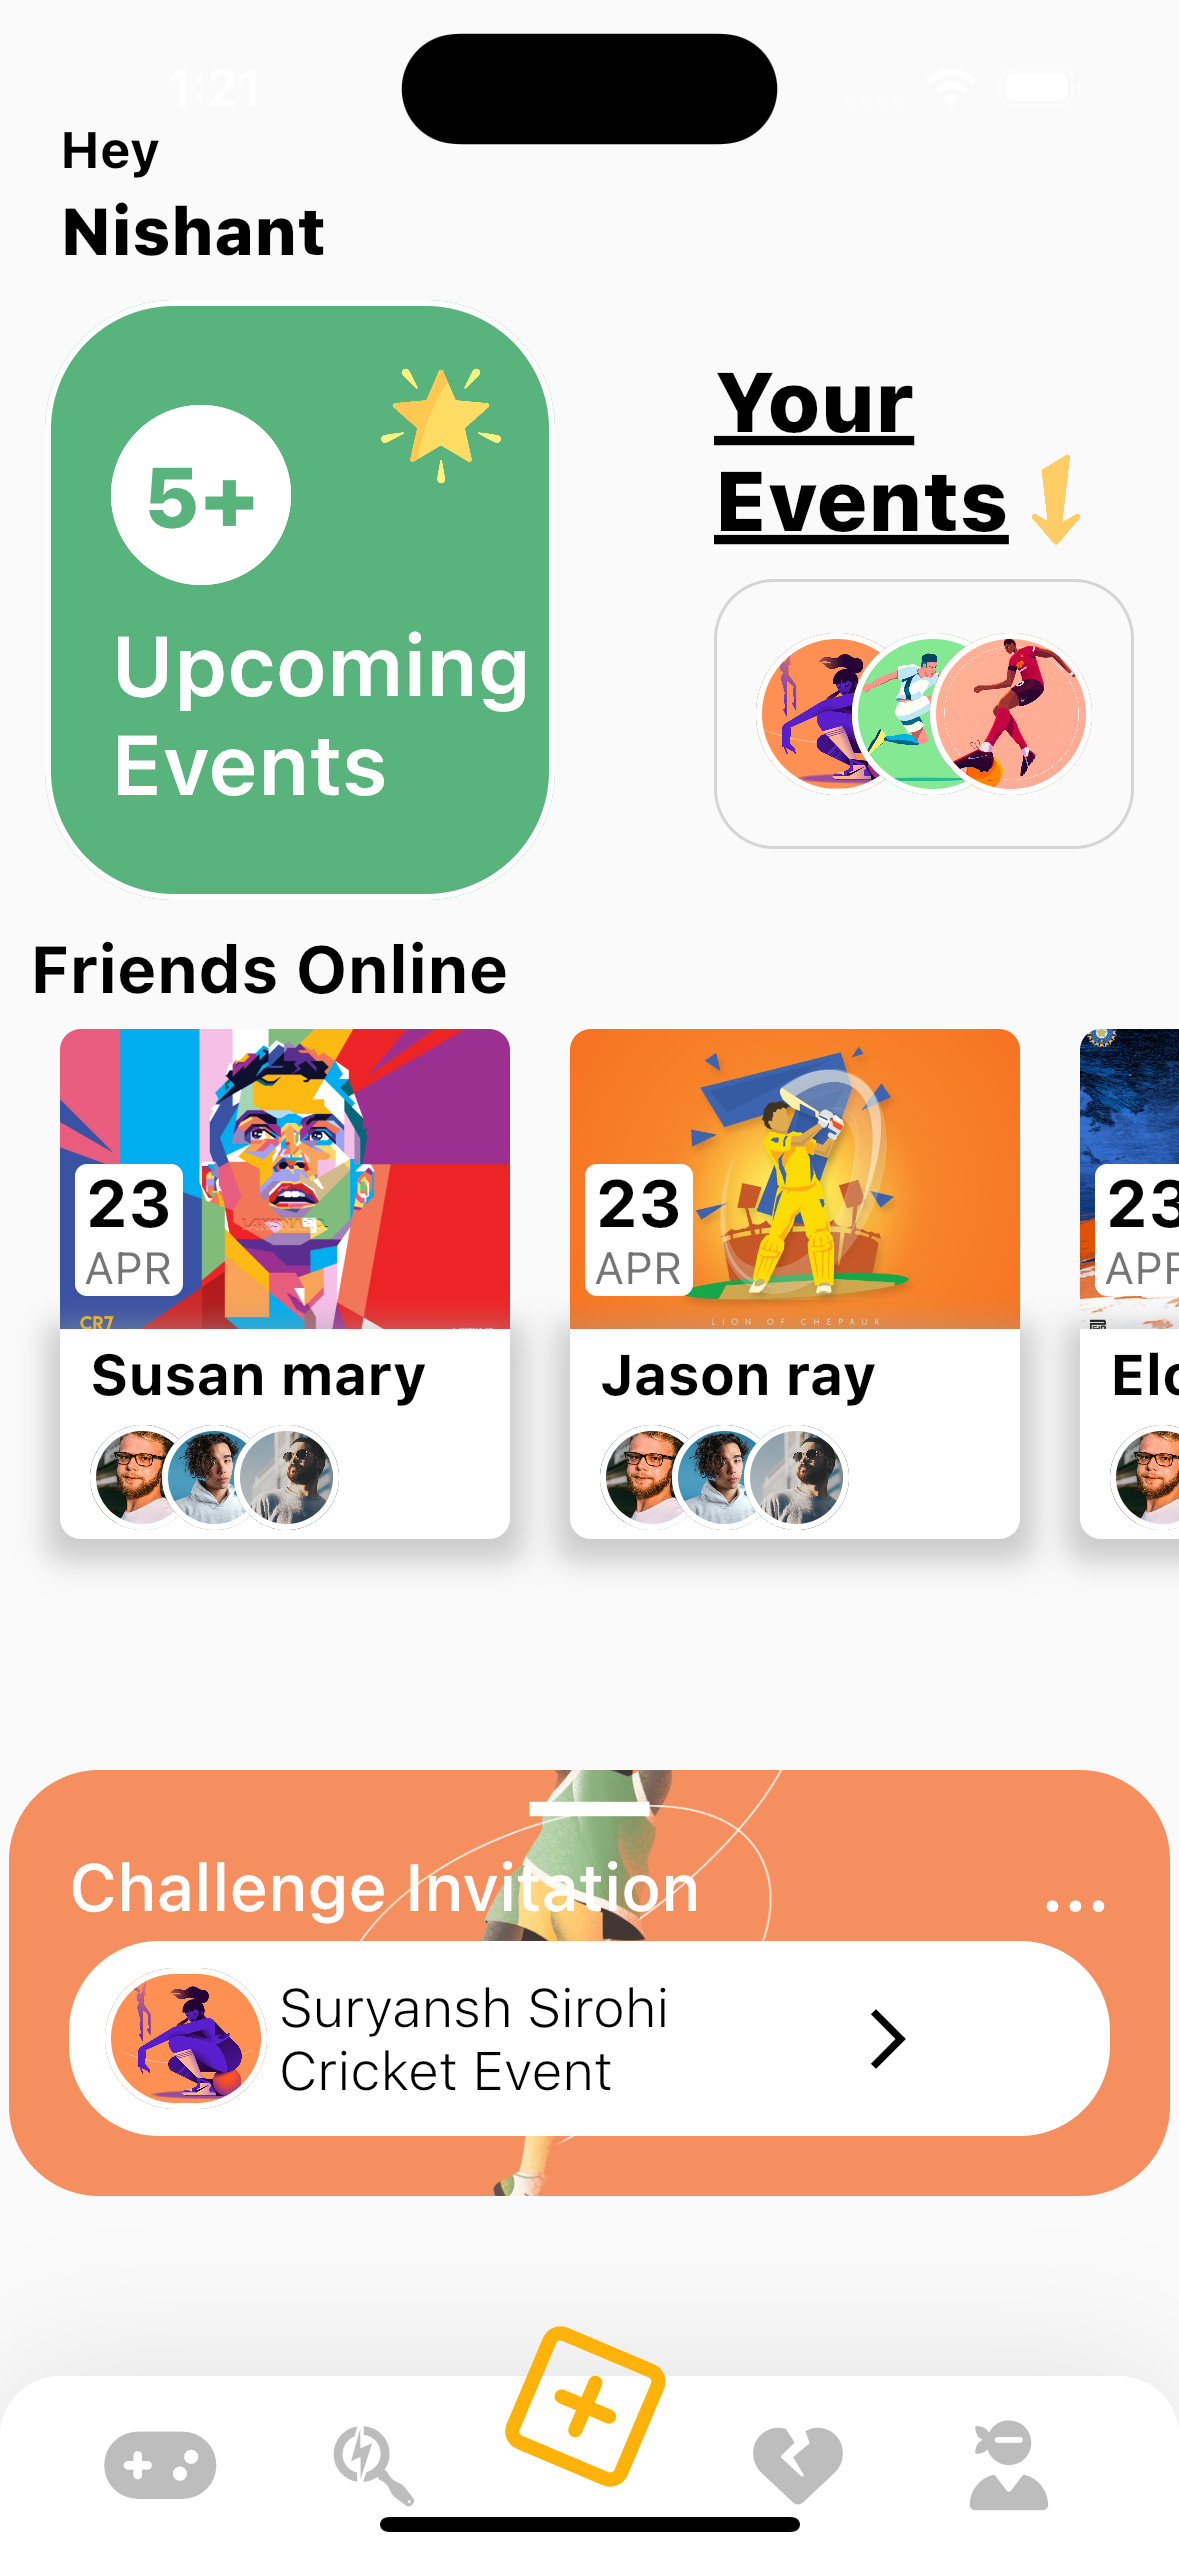 1:21
Hey
Nishant
5+
Upcoming
Events
Your
Events
Friends Online
23
APR
CR7
Susan mary
23
APR
LION OF CHEPAUK
Jason ray
23
APR
Elo
Challenge Invitation
...
Suryansh Sirohi
Cricket Event